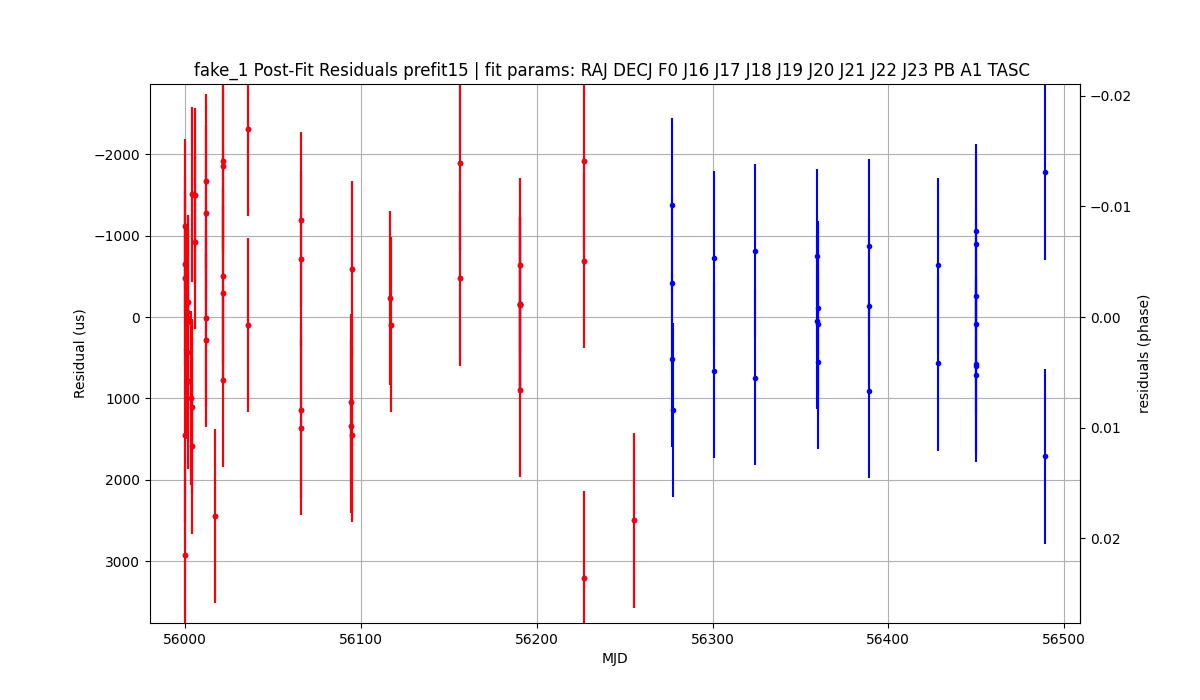 fake_1 Post-Fit Residuals prefit15 | fit params: RAJ DECJ F0 J16 J17 J18 J19 J20 J21 J22 J23 PB A1 TASC
Residual (us)
−2000
−1000
0
1000
2000
3000
−0.02
−0.01
0.00
0.01
0.02
residuals (phase)
56000 56100 56200 56300 56400 56500
MJD